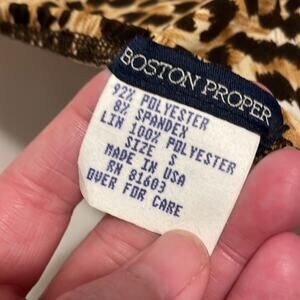 BOSTON PROPER
92% POLYESTER
8% SPANDEX
LIN 100% POLYESTER
SIZE S
MADE IN USA
RN 81603
OVER FOR CARE